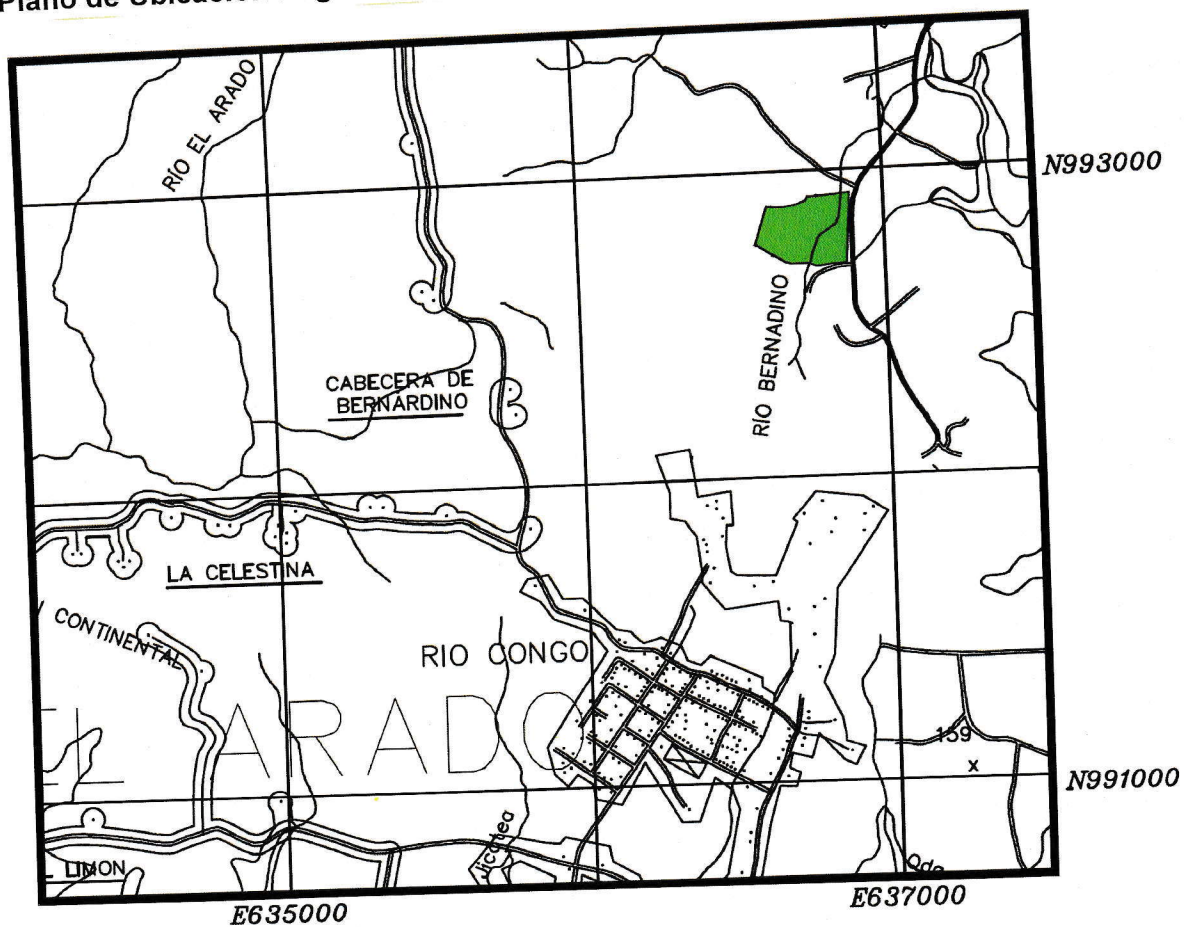 Plano de
RÍO EL ARADO
N993000
RÍO BERNADINO
CABECERA DE
BERNARDINO
LA CELESTINA
CONTINENTAL
RIO CONGO
EL ARADO
159
x
N991000
Jicotea
LIMON
E635000
E637000